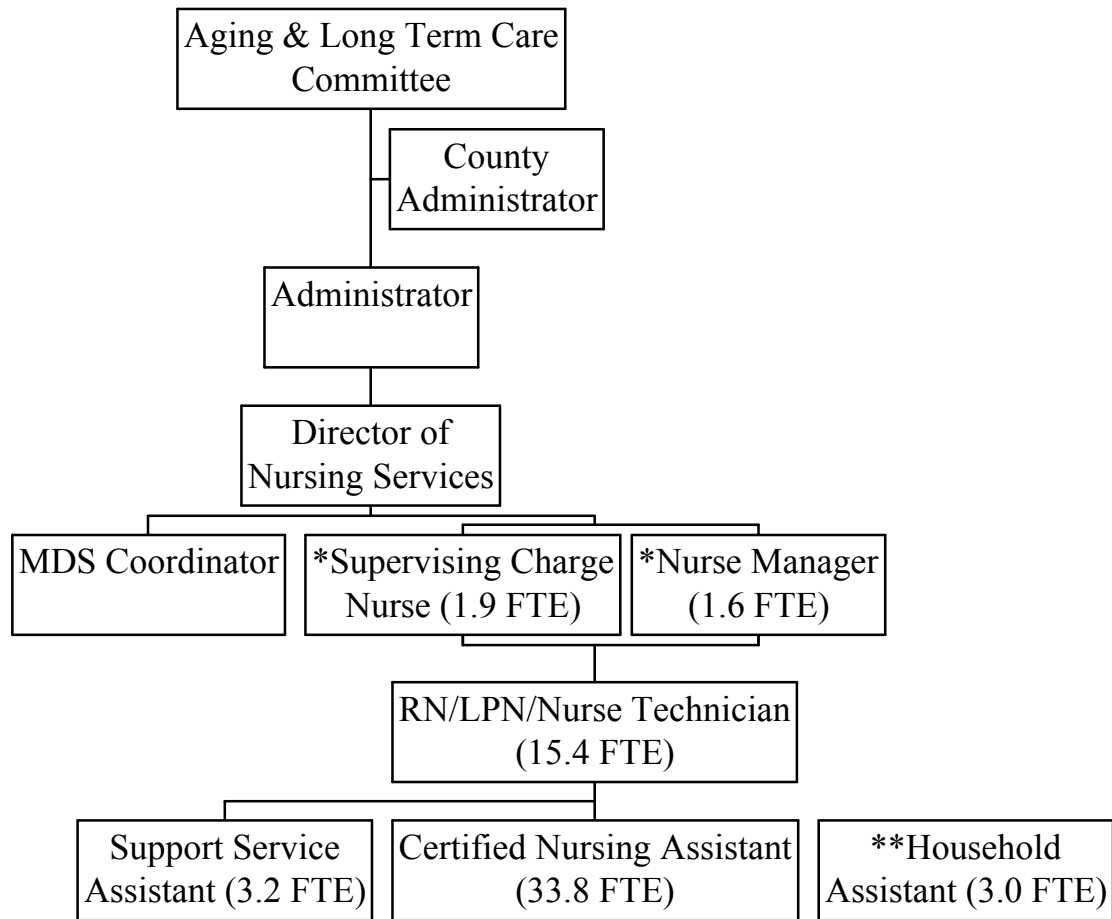 Aging & Long Term Care
Committee
County
Administrator
Administrator
Director of
Nursing Services
MDS Coordinator
*Supervising Charge
Nurse (1.9 FTE)
*Nurse Manager
(1.6 FTE)
RN/LPN/Nurse Technician
(15.4 FTE)
Support Service
Assistant (3.2 FTE)
Certified Nursing Assistant
(33.8 FTE)
**Household
Assistant (3.0 FTE)